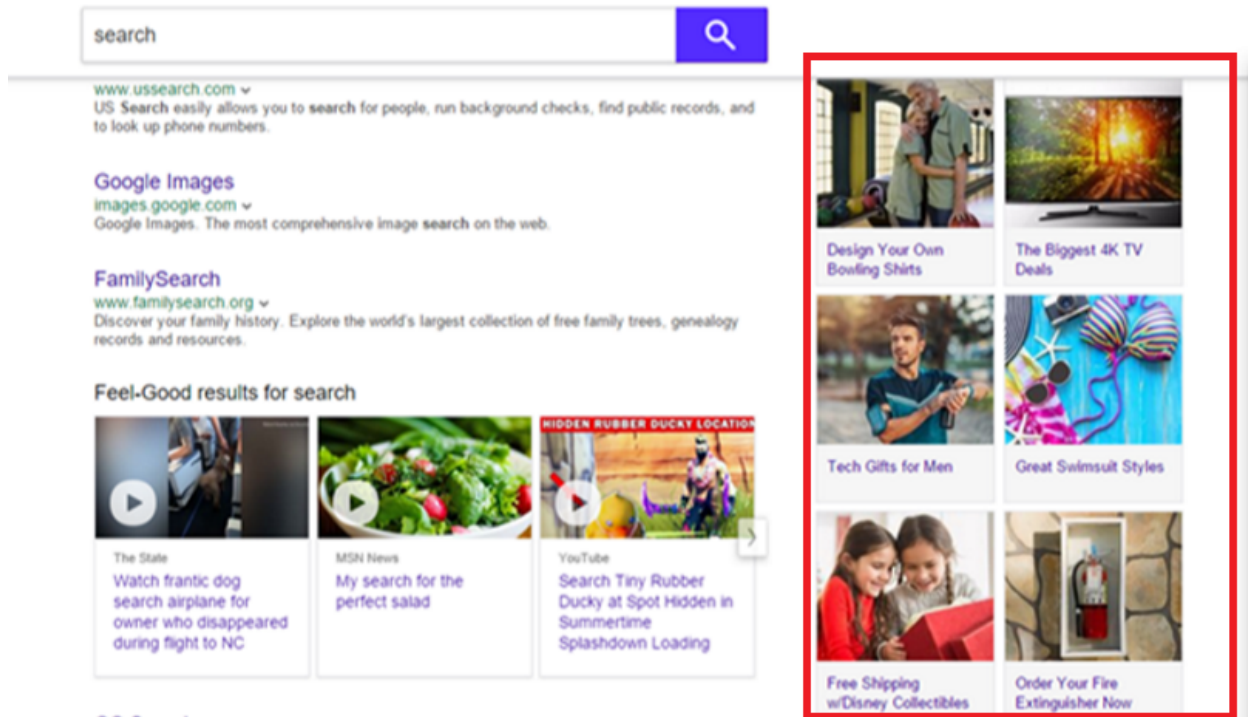 search
www.ussearch.com
US Search easily allows you to search for people, run background checks, find public records, and
to look up phone numbers.
Google Images
images.google.com
Google Images. The most comprehensive image search on the web.
FamilySearch
www.familysearch.org
Discover your family history. Explore the world's largest collection of free family trees, genealogy
records and resources.
Feel-Good results for search
HIDDEN RUBBER DUCKY LOCATION
The State
Watch frantic dog
search airplane for
owner who disappeared
during flight to NC
MSN News
My search for the
perfect salad
YouTube
Search Tiny Rubber
Ducky at Spot Hidden in
Summertime
Splashdown Loading
Design Your Own
Bowling Shirts
The Biggest 4K TV
Deals
Tech Gifts for Men
Great Swimsuit Styles
Free Shipping
w/Disney Collectibles
Order Your Fire
Extinguisher Now